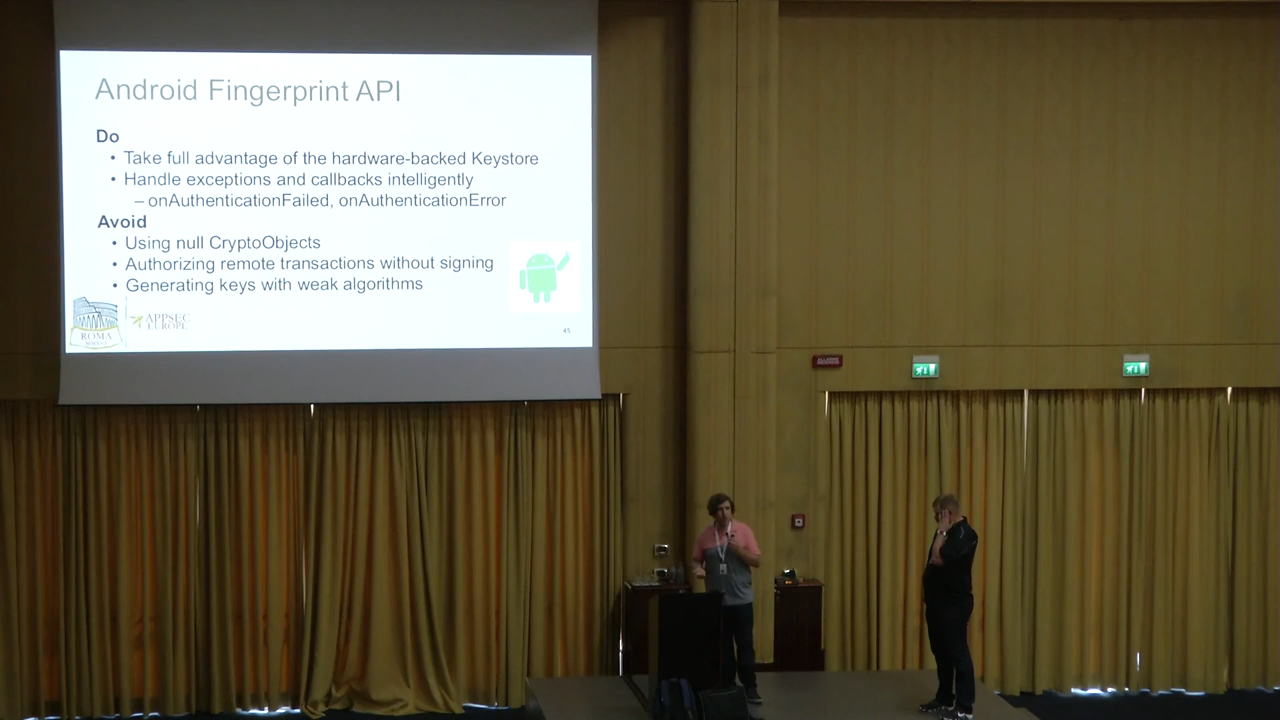 Android Fingerprint API
Do
• Take full advantage of the hardware-backed Keystore
• Handle exceptions and callbacks intelligently
– onAuthenticationFailed, onAuthenticationError
Avoid
• Using null CryptoObjects
• Authorizing remote transactions without signing
• Generating keys with weak algorithms
ROMA
APPSEC
EUROPE
45